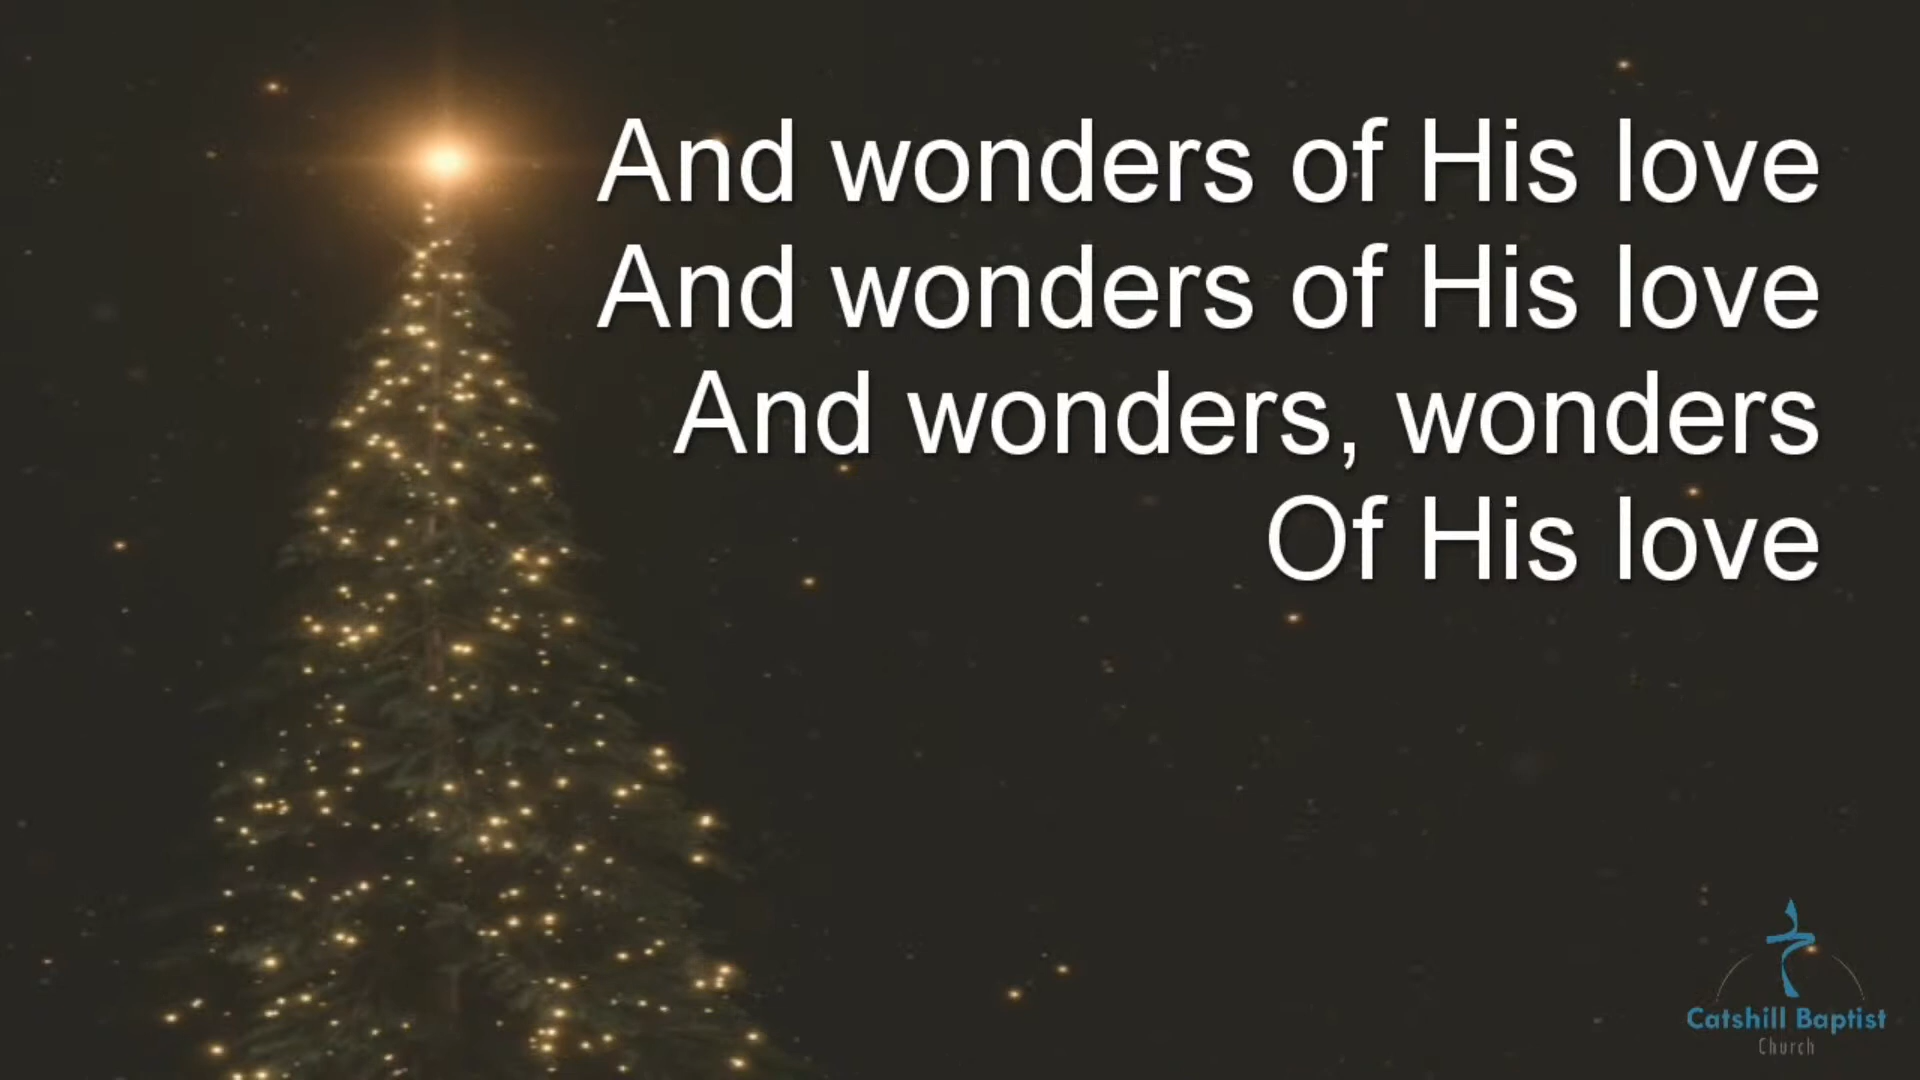 And wonders of His love
And wonders of His love
And wonders, wonders
Of His love
Catshill Baptist
Church